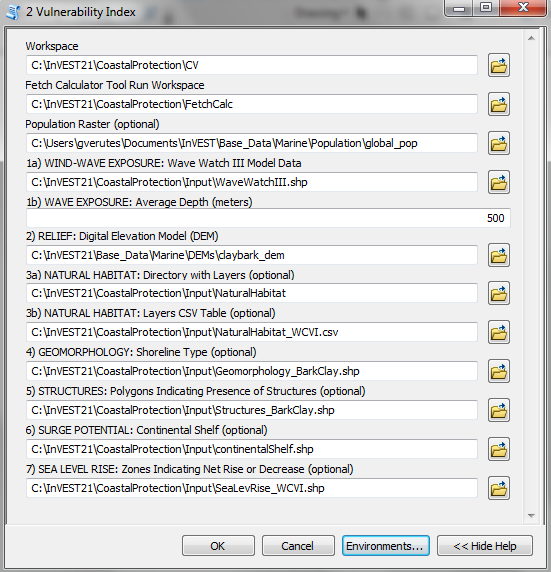 2 Vulnerability Index
Workspace
C:\InVEST21\CoastalProtection\CV
Fetch Calculator Tool Run Workspace
C:\InVEST21\CoastalProtection\FetchCalc
Population Raster (optional)
C:\Users\gverutes\Documents\InVEST\Base_Data\Marine\Population\global_pop
1a) WIND-WAVE EXPOSURE: Wave Watch III Model Data
C:\InVEST21\CoastalProtection\Input\WaveWatchIII.shp
1b) WAVE EXPOSURE: Average Depth (meters)
500
2) RELIEF: Digital Elevation Model (DEM)
C:\InVEST21\Base_Data\Marine\DEMs\claybark_dem
3a) NATURAL HABITAT: Directory with Layers (optional)
C:\InVEST21\CoastalProtection\Input\NaturalHabitat
3b) NATURAL HABITAT: Layers CSV Table (optional)
C:\InVEST21\CoastalProtection\Input\NaturalHabitat_WCVI.csv
4) GEOMORPHOLOGY: Shoreline Type (optional)
C:\InVEST21\CoastalProtection\Input\Geomorphology_BarkClay.shp
5) STRUCTURES: Polygons Indicating Presence of Structures (optional)
C:\InVEST21\CoastalProtection\Input\Structures_BarkClay.shp
6) SURGE POTENTIAL: Continental Shelf (optional)
C:\InVEST21\CoastalProtection\Input\continentalShelf.shp
7) SEA LEVEL RISE: Zones Indicating Net Rise or Decrease (optional)
C:\InVEST21\CoastalProtection\Input\SeaLevRise_WCVI.shp
OK
Cancel
Environments...
<< Hide Help